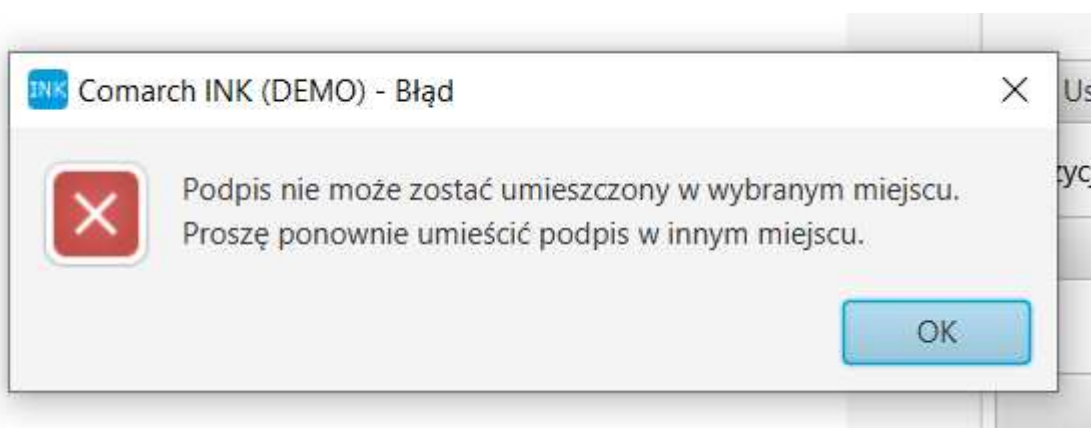 INK Comarch INK (DEMO) - Błąd
Podpis nie może zostać umieszczony w wybranym miejscu.
Proszę ponownie umieścić podpis w innym miejscu.
OK